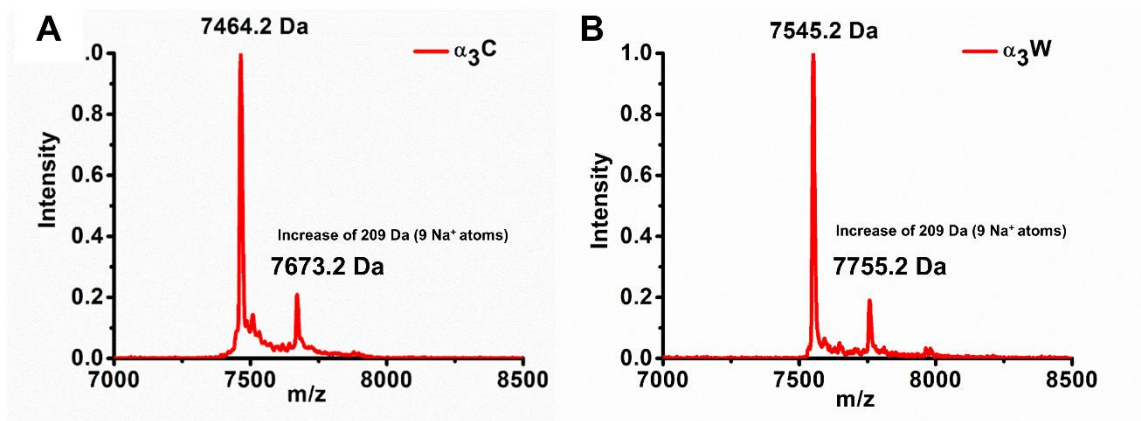 A
7464.2 Da
α3C
.0
0.8
0.6
0.4
0.2
.0
Intensity
Increase of 209 Da (9 Na+ atoms)
7673.2 Da
7000
7500
8000
8500
m/z
B
7545.2 Da
α3W
1.0
0.8
0.6
0.4
0.2
0.0
Intensity
Increase of 209 Da (9 Na+ atoms)
7755.2 Da
7000
7500
8000
8500
m/z